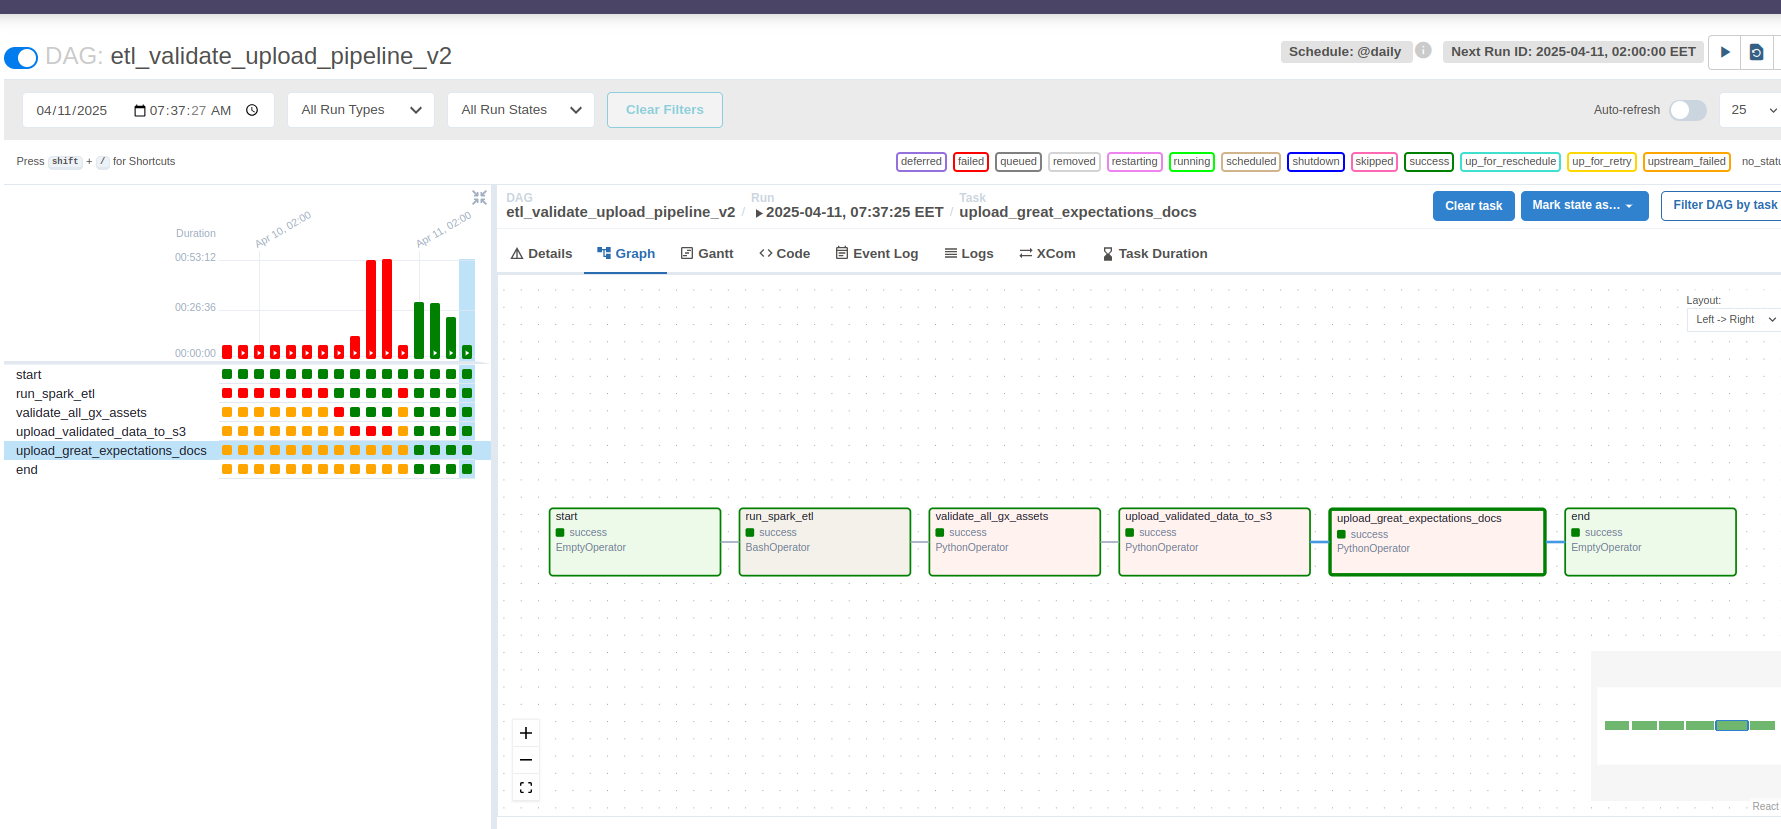 DAG: etl_validate_upload_pipeline_v2
Schedule: @daily
Next Run ID: 2025-04-11, 02:00:00 EET
04/11/2025 07:37:27 AM
All Run Types
All Run States
Clear Filters
Auto-refresh
25
Press shift + / for Shortcuts
deferred
failed
queued
removed
restarting
running
scheduled
shutdown
skipped
success
up_for_reschedule
up_for_retry
upstream_failed
DAG
etl_validate_upload_pipeline_v2
/
Run
2025-04-11, 07:37:25 EET
/
Task
upload_great_expectations_docs
Clear task
Mark state as...
Filter DAG by task
Details
Graph
Gantt
Code
Event Log
Logs
XCom
Task Duration
Apr 10, 02:00
Apr 11, 02:00
Duration
00:53:12
00:26:36
00:00:00
start
run_spark_etl
validate_all_gx_assets
upload_validated_data_to_s3
upload_great_expectations_docs
end
Layout:
Left -> Right
start
success
EmptyOperator
run_spark_etl
success
BashOperator
validate_all_gx_assets
success
PythonOperator
upload_validated_data_to_s3
success
PythonOperator
upload_great_expectations_docs
success
PythonOperator
end
success
EmptyOperator
React